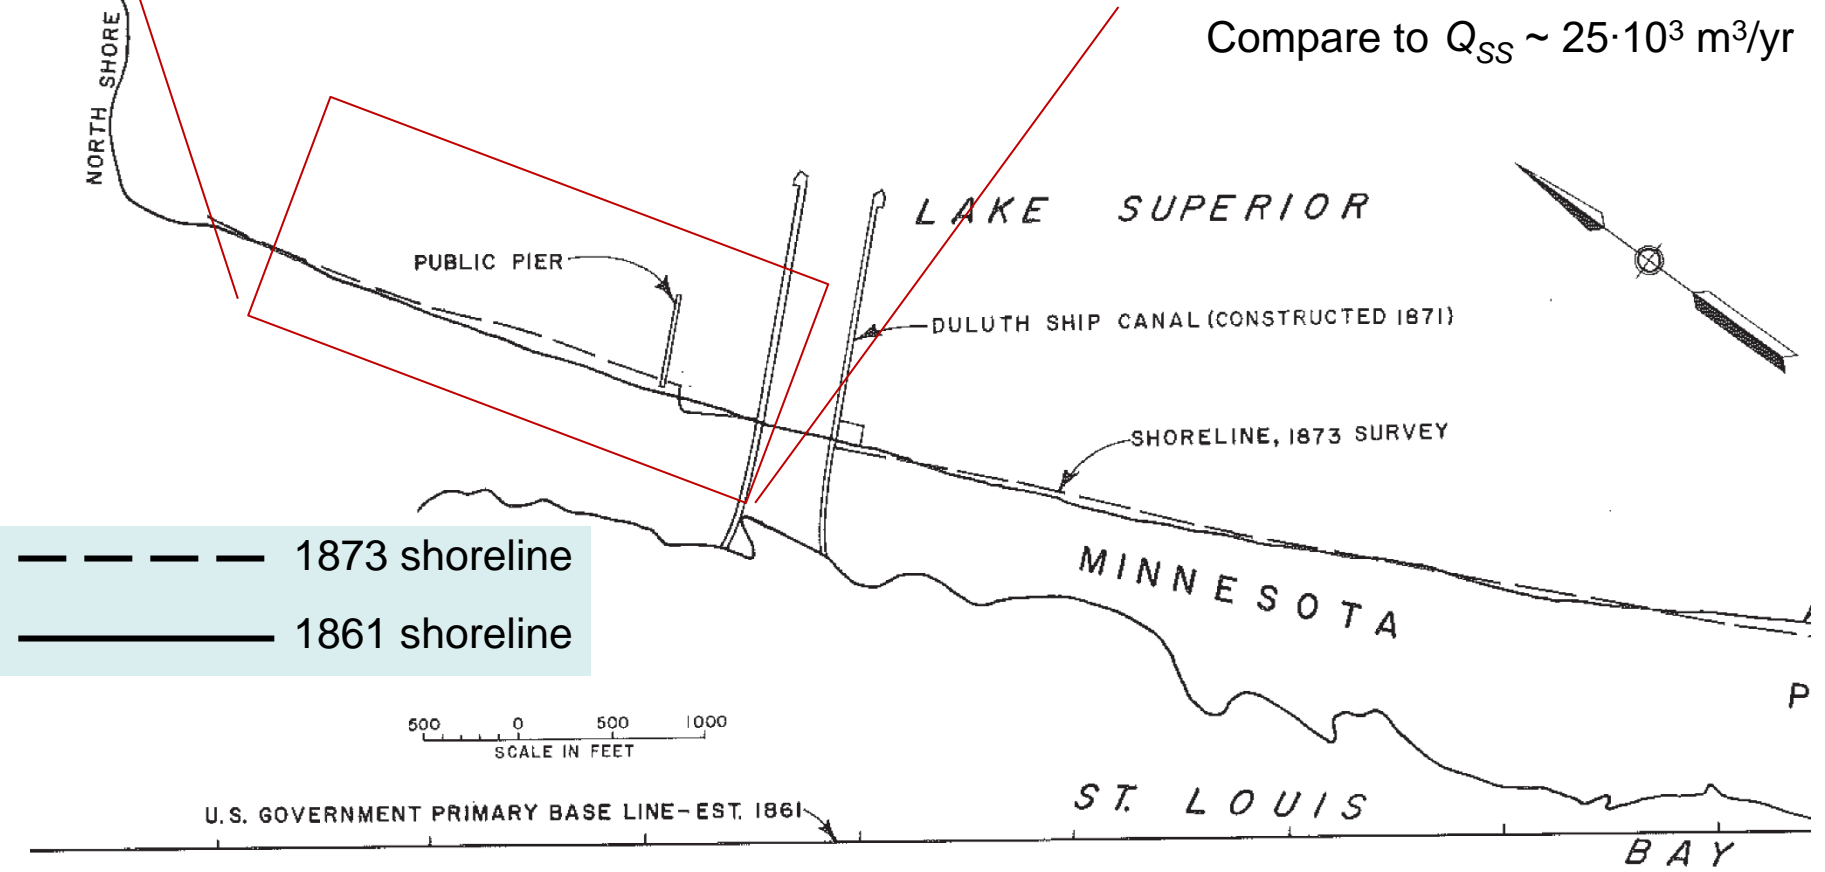 Compare to Q_SS ~ 25·10³ m³/yr
NORTH SHORE
LAKE SUPERIOR
PUBLIC PIER
DULUTH SHIP CANAL (CONSTRUCTED 1871)
SHORELINE, 1873 SURVEY
1873 shoreline
MINNESOTA
1861 shoreline
P
500 0 500 1000
SCALE IN FEET
ST. LOUIS
U.S. GOVERNMENT PRIMARY BASE LINE–EST. 1861
BAY